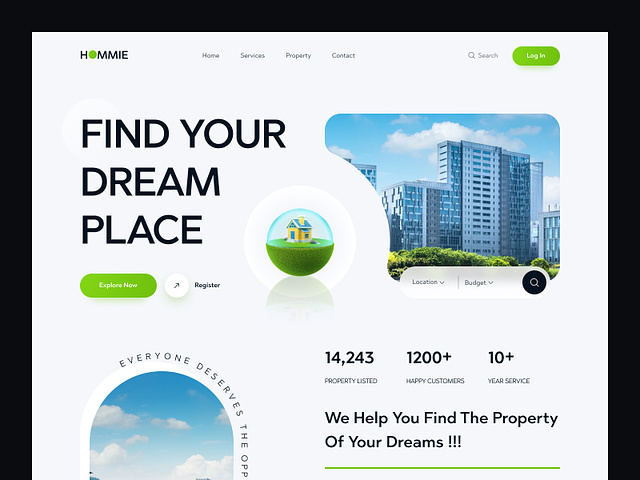 HOMMIE
Home Services Property Contact
Search
Log In
FIND YOUR
DREAM
PLACE
Explore Now
Register
Location
Budget
14,243 1200+ 10+
PROPERTY LISTED HAPPY CUSTOMERS YEAR SERVICE
EVERYONE DESERVES THE OPP
We Help You Find The Property
Of Your Dreams !!!